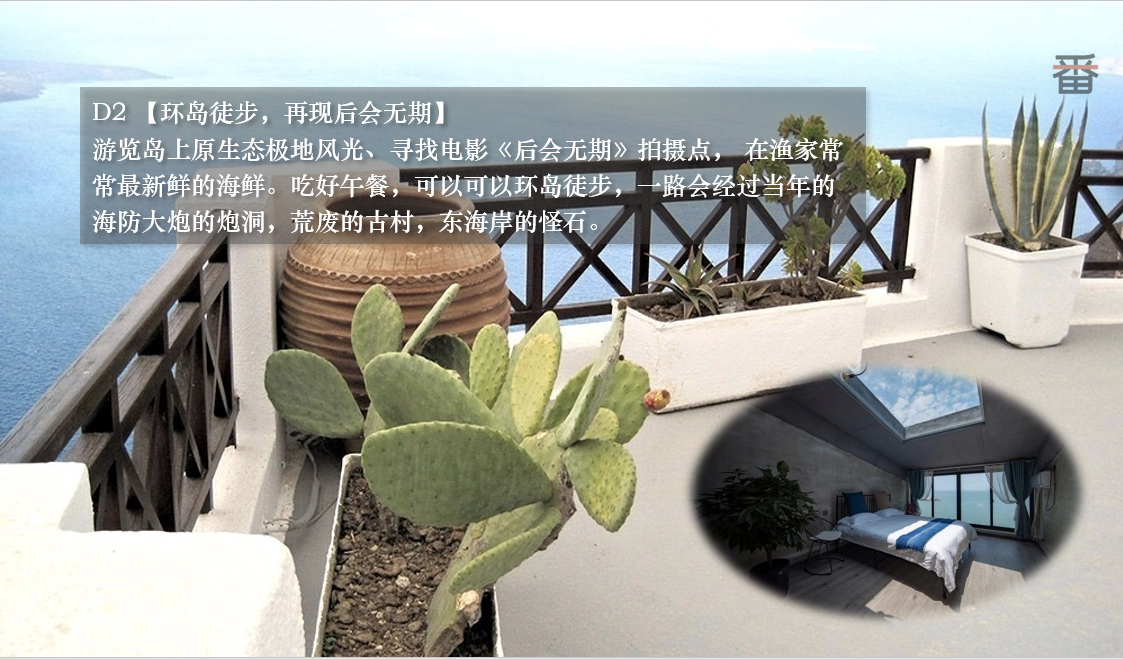 D2 【环岛徒步，再现后会无期】
游览岛上原生态极地风光、寻找电影《后会无期》拍摄点， 在渔家常
常最新鲜的海鲜。吃好午餐，可以可以环岛徒步，一路会经过当年的
海防大炮的炮洞，荒废的古村，东海岸的怪石。
番